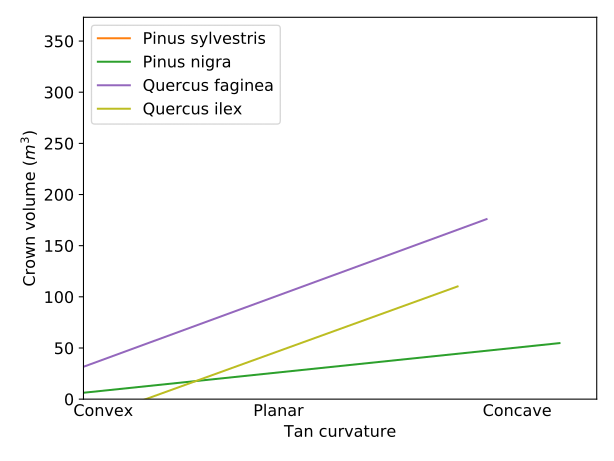 Pinus sylvestris
Pinus nigra
Quercus faginea
Quercus ilex
350
300
250
200
150
100
50
0
Crown volume (m³)
Convex Planar Concave
Tan curvature